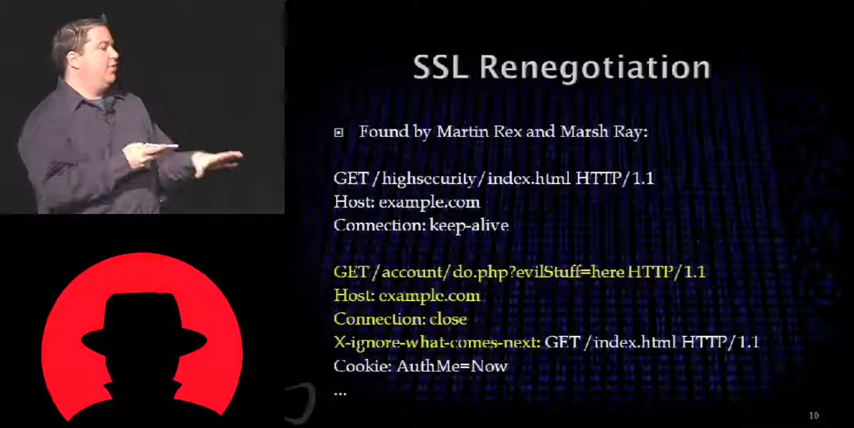 SSL Renegotiation
Found by Martin Rex and Marsh Ray:
GET /highsecurity/index.html HTTP/1.1
Host: example.com
Connection: keep-alive
GET /account/do.php?evilStuff=here HTTP/1.1
Host: example.com
Connection: close
X-ignore-what-comes-next: GET /index.html HTTP/1.1
Cookie: AuthMe=Now
...
10